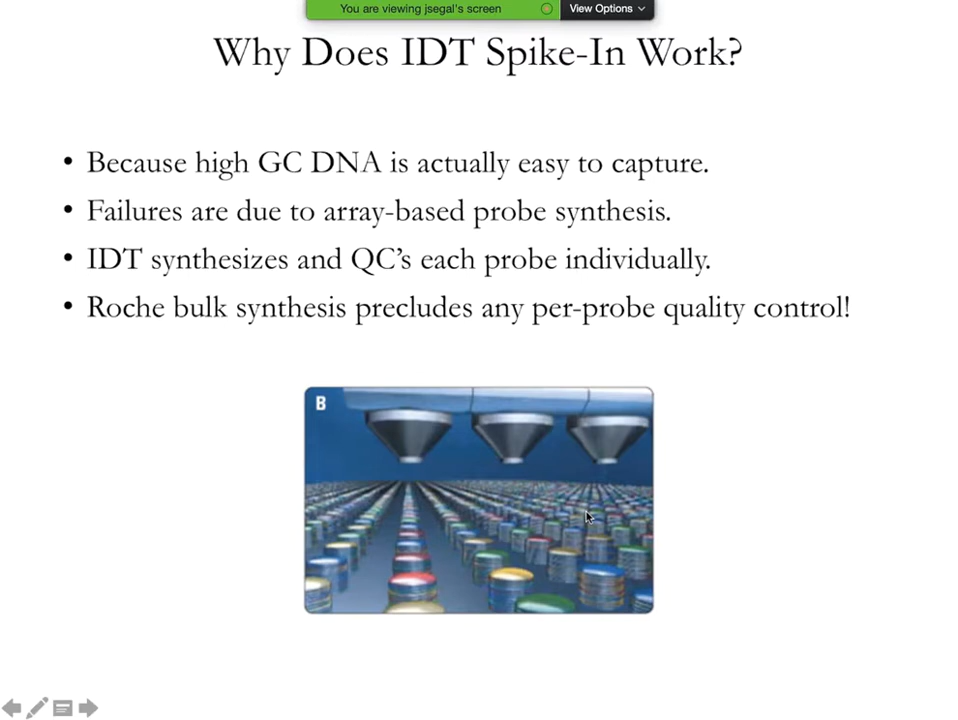 You are viewing jsegal's screen
View Options
Why Does IDT Spike-In Work?
• Because high GC DNA is actually easy to capture.
• Failures are due to array-based probe synthesis.
• IDT synthesizes and QC’s each probe individually.
• Roche bulk synthesis precludes any per-probe quality control!
B